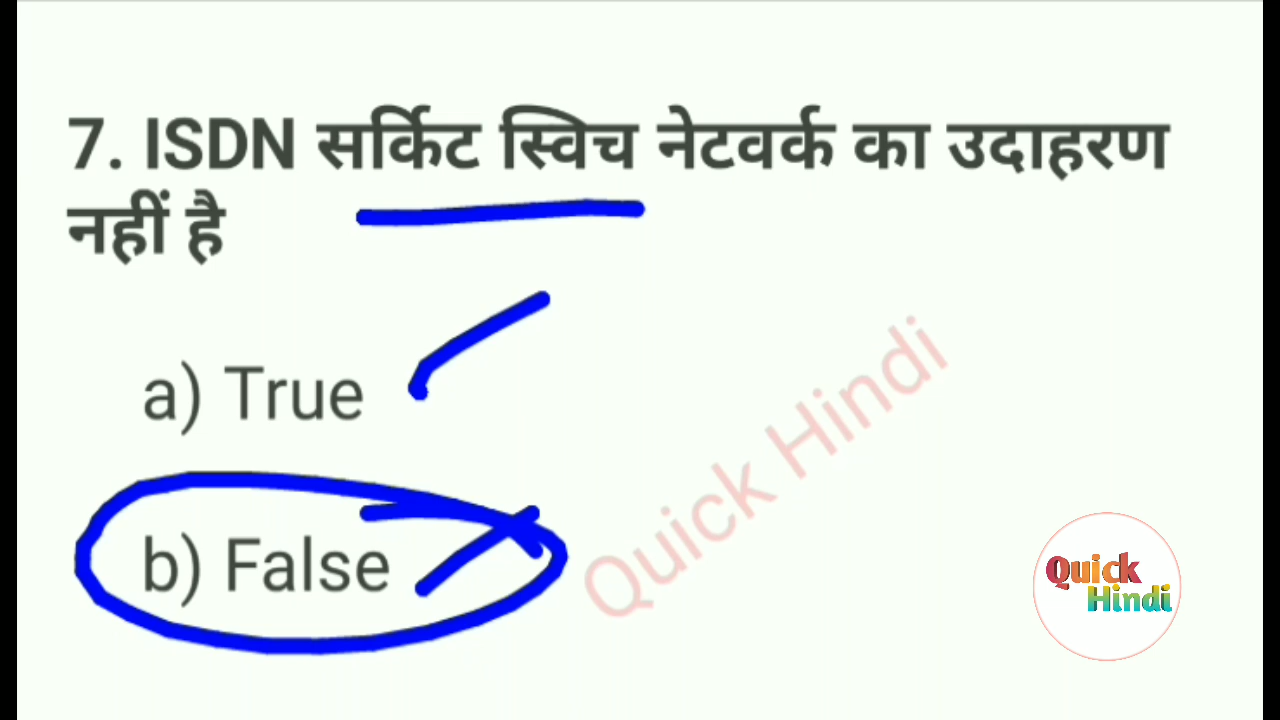 7. ISDN सर्किट स्विच नेटवर्क का उदाहरण
नहीं है
a) True
b) False
Quick Hindi
Quick
Hindi